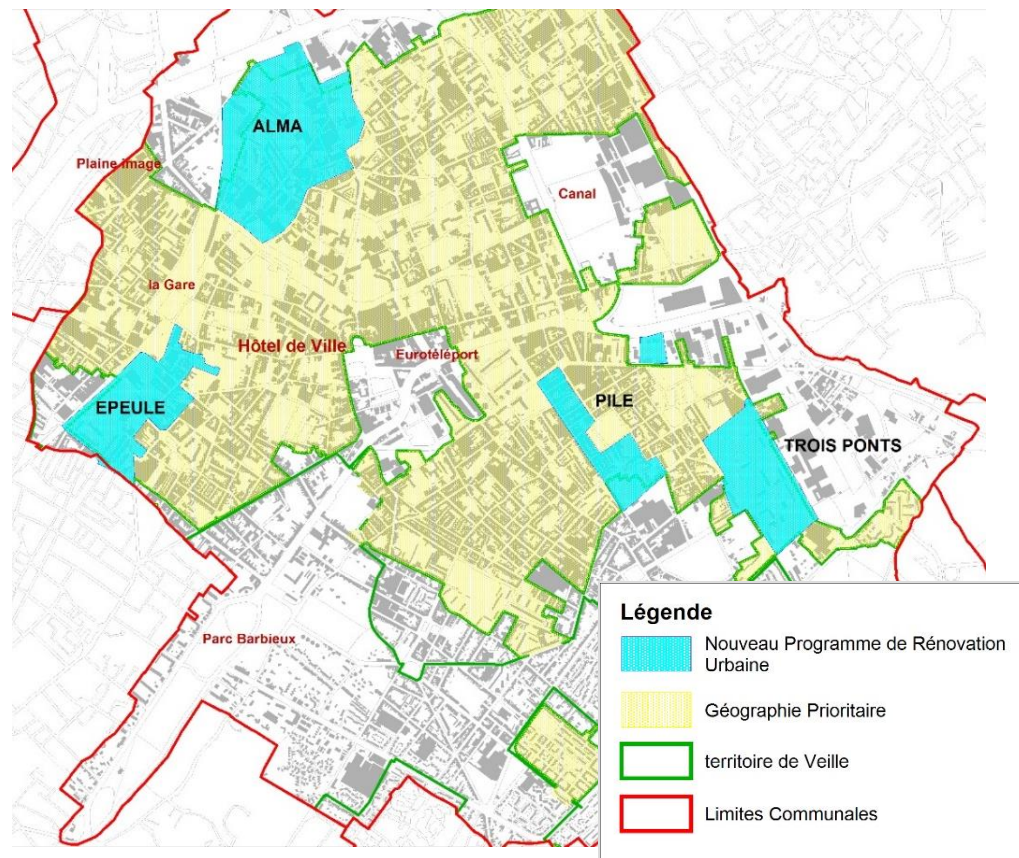 ALMA
Plaine image
Canal
la Gare
Hôtel de Ville
Eurotéléport
EPEULE
PILE
TROIS PONTS
Parc Barbieux
Légende
Nouveau Programme de Rénovation
Urbaine
Géographie Prioritaire
territoire de Veille
Limites Communales